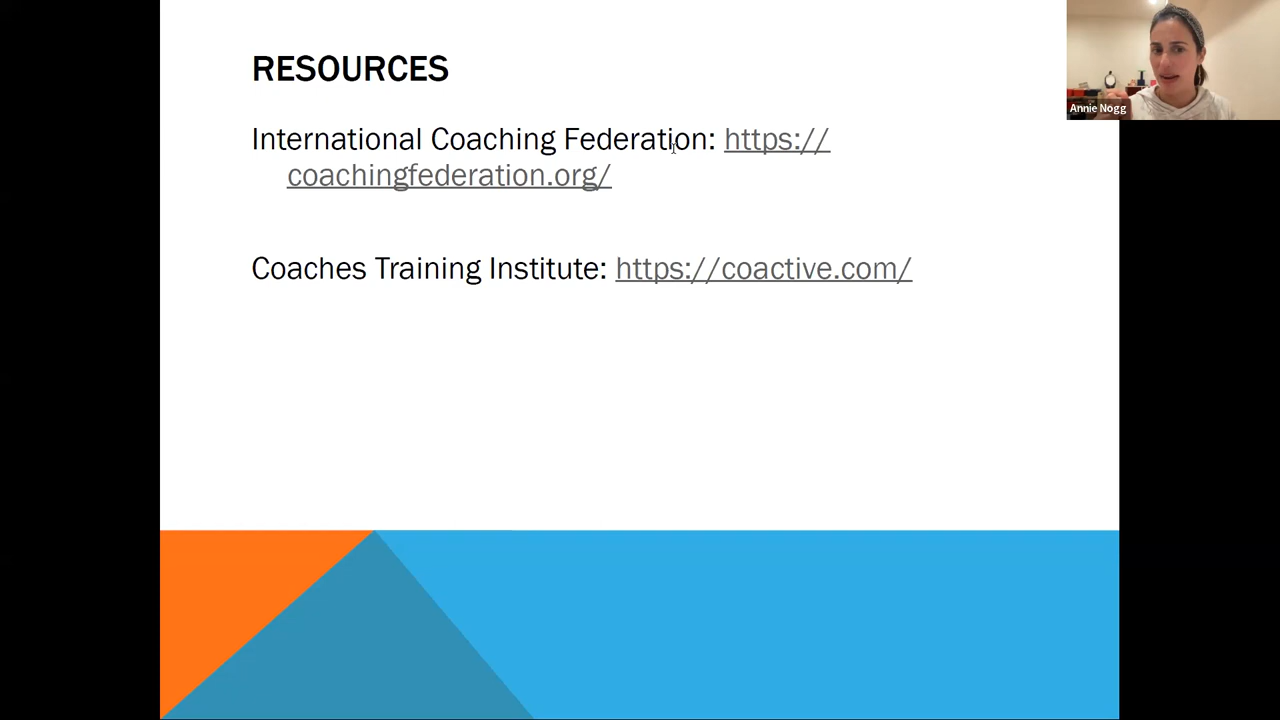 RESOURCES
International Coaching Federation: https://
coachingfederation.org/
Coaches Training Institute: https://coactive.com/
Annie Nogg